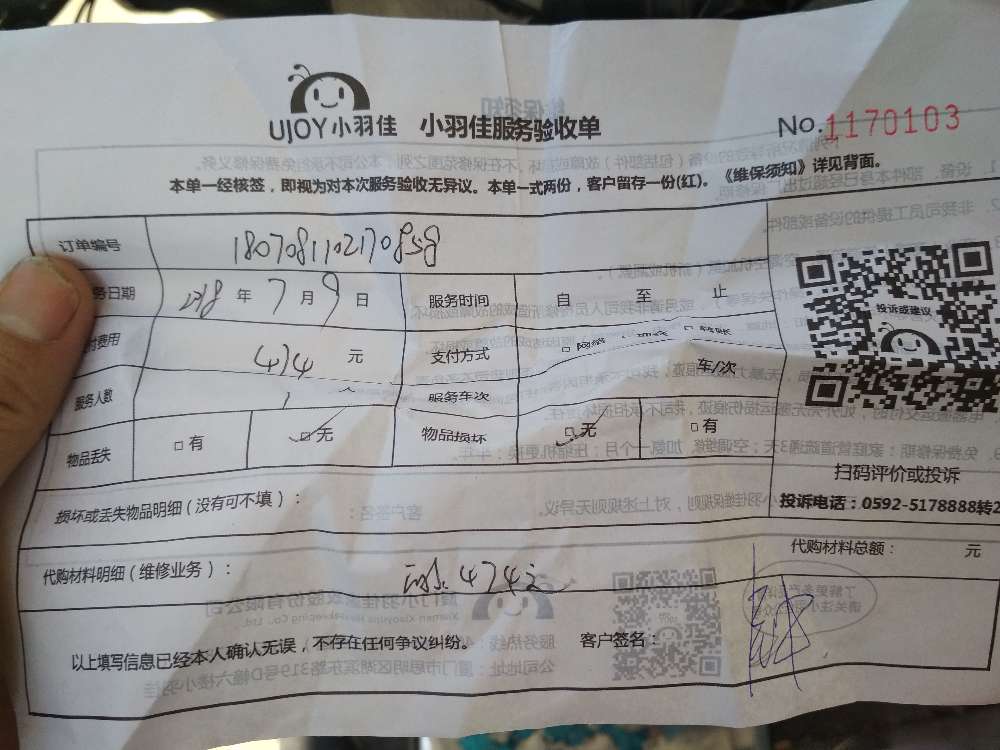 UJOY小羽佳 小羽佳服务验收单
No.1170103
本单一经核签，即视为对本次服务验收无异议。本单一式两份，客户留存一份(红)。《维保须知》详见背面。
订单编号 180708110217085g
务日期 2018 年 7 月 9 日 服务时间 自 至 止
费用 474 元 支付方式 □ 转账
服务人数 1 人 服务车次 车/次
物品丢失 □有 ☑无 物品损坏 ☑无 □有
投诉或建议
扫码评价或投诉
投诉电话：0592-5178888转2
损坏或丢失物品明细（没有可不填）：
代购材料明细（维修业务）： 474元
代购材料总额： 元
以上填写信息已经本人确认无误，不存在任何争议纠纷。 客户签名：